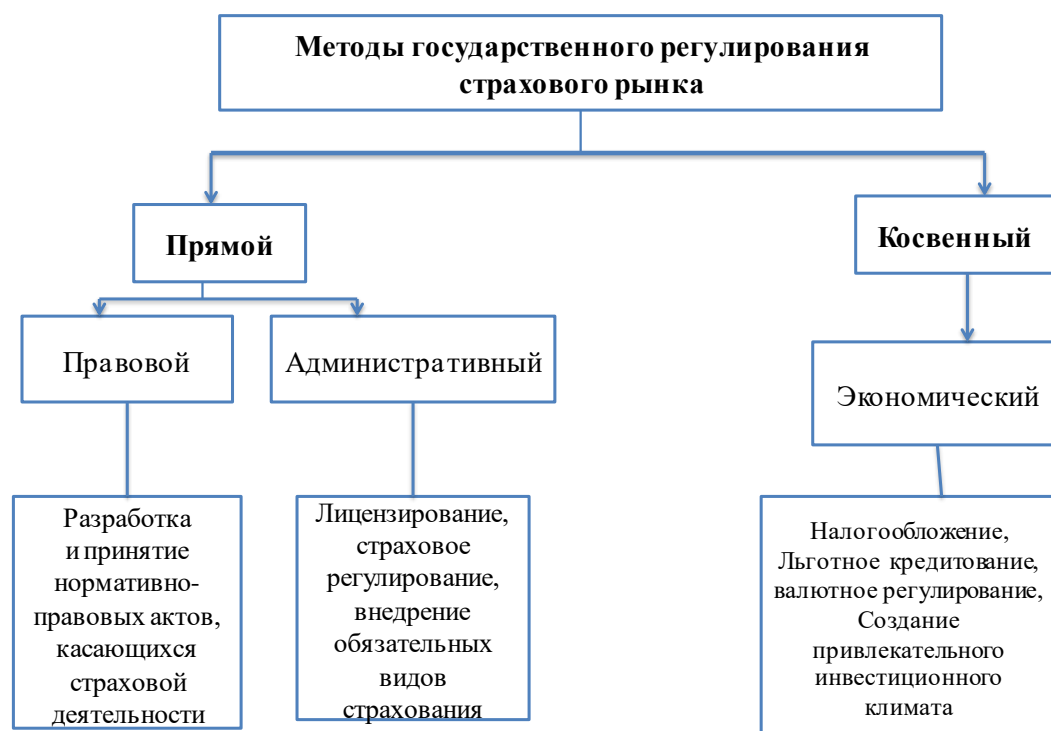 Методы государственного регулирования
страхового рынка
Прямой
Косвенный
Правовой
Административный
Экономический
Разработка
и принятие
нормативно-
правовых актов,
касающихся
страховой
деятельности
Лицензирование,
страховое
регулирование,
внедрение
обязательных
видов
страхования
Налогообложение,
Льготное кредитование,
валютное регулирование,
Создание
привлекательного
инвестиционного
климата